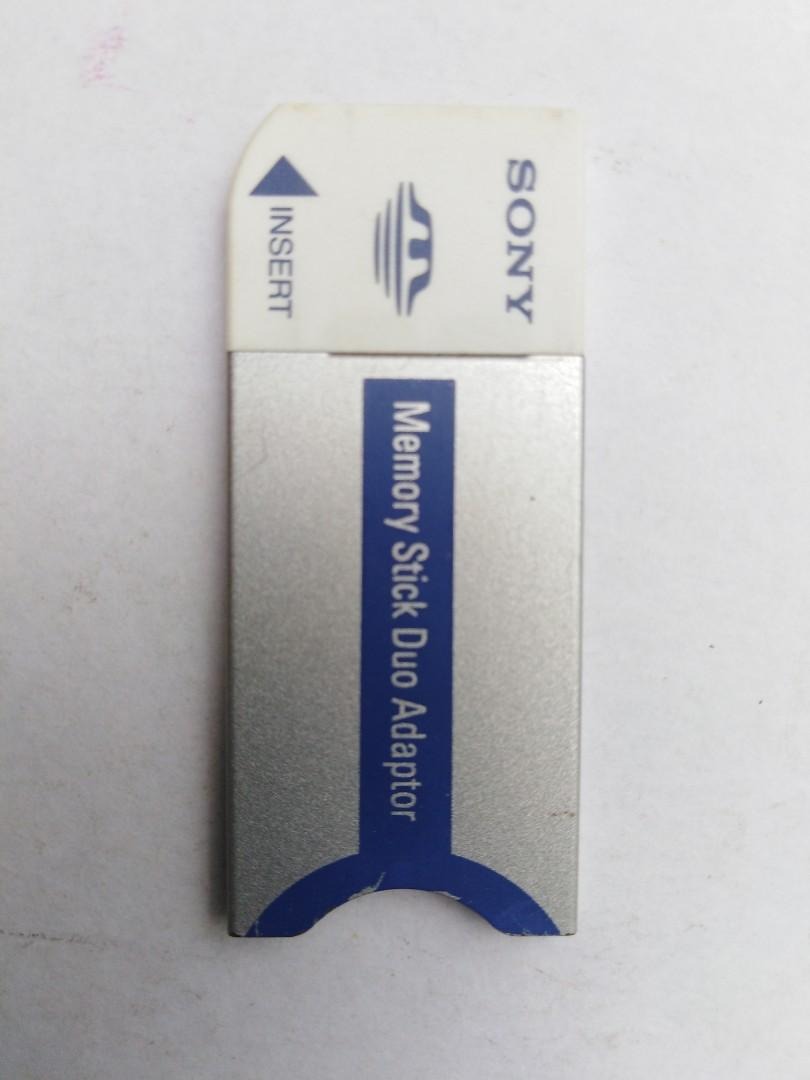 SONY
INSERT
Memory Stick Duo Adaptor